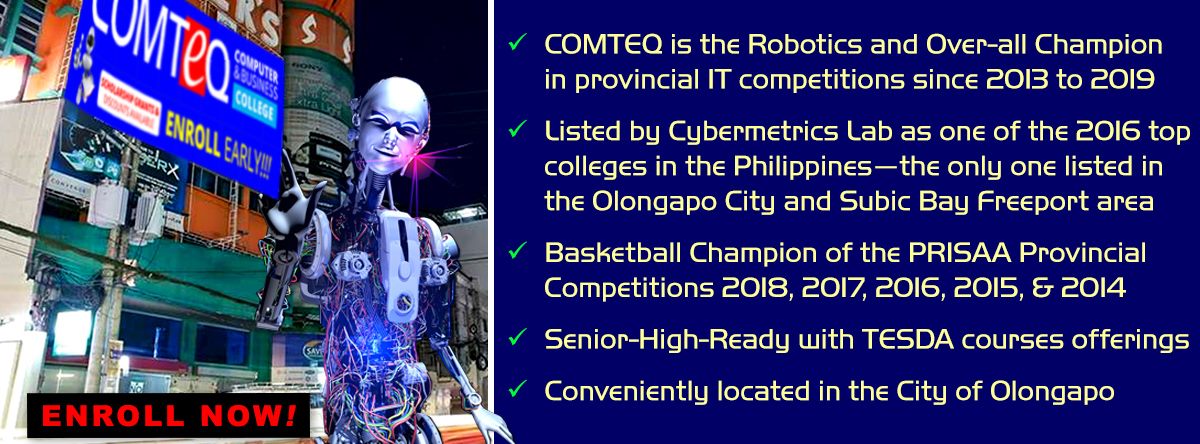 COMTEQ
COMPUTER
& BUSINESS
COLLEGE
SCHOLARSHIP GRANTS &
DISCOUNTS AVAILABLE
ENROLL EARLY!!!
ENROLL NOW!
✓ COMTEQ is the Robotics and Over-all Champion
in provincial IT competitions since 2013 to 2019
✓ Listed by Cybermetrics Lab as one of the 2016 top
colleges in the Philippines—the only one listed in
the Olongapo City and Subic Bay Freeport area
✓ Basketball Champion of the PRISAA Provincial
Competitions 2018, 2017, 2016, 2015, & 2014
✓ Senior-High-Ready with TESDA courses offerings
✓ Conveniently located in the City of Olongapo